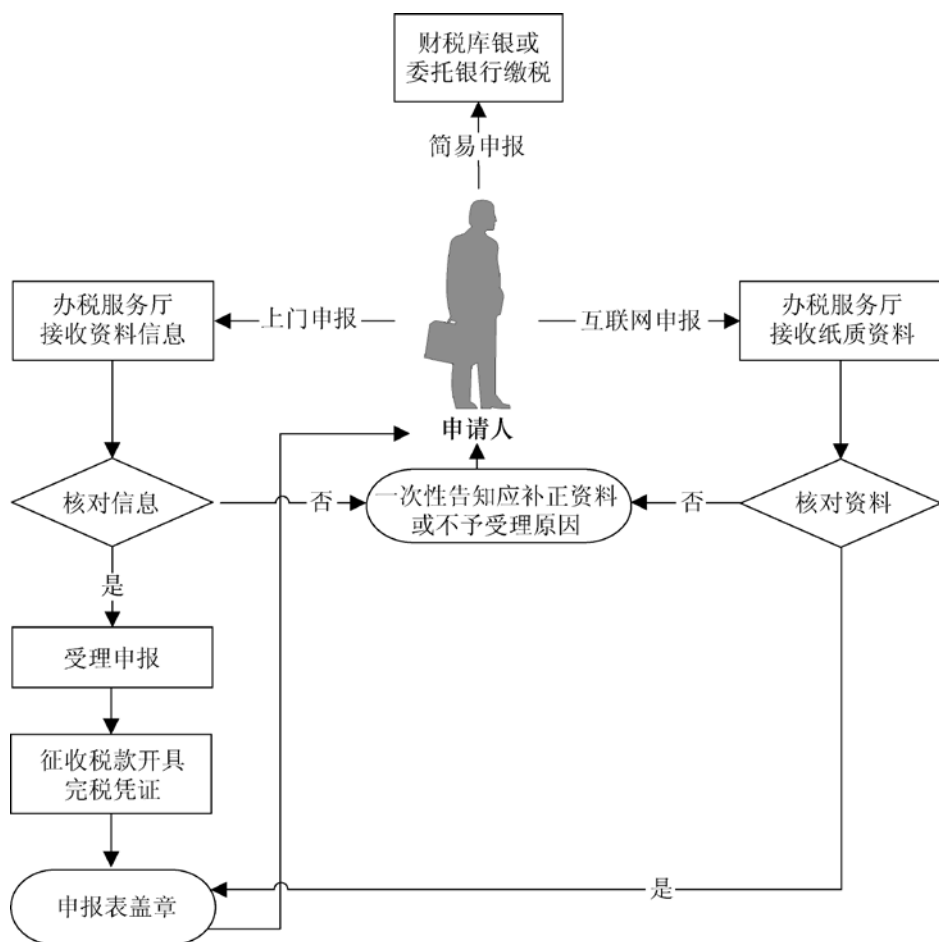 财税库银或
委托银行缴税
简易申报
办税服务厅
接收资料信息
上门申报
互联网申报
办税服务厅
接收纸质资料
申请人
核对信息
否
一次性告知应补正资料
或不予受理原因
否
核对资料
是
受理申报
征收税款开具
完税凭证
申报表盖章
是